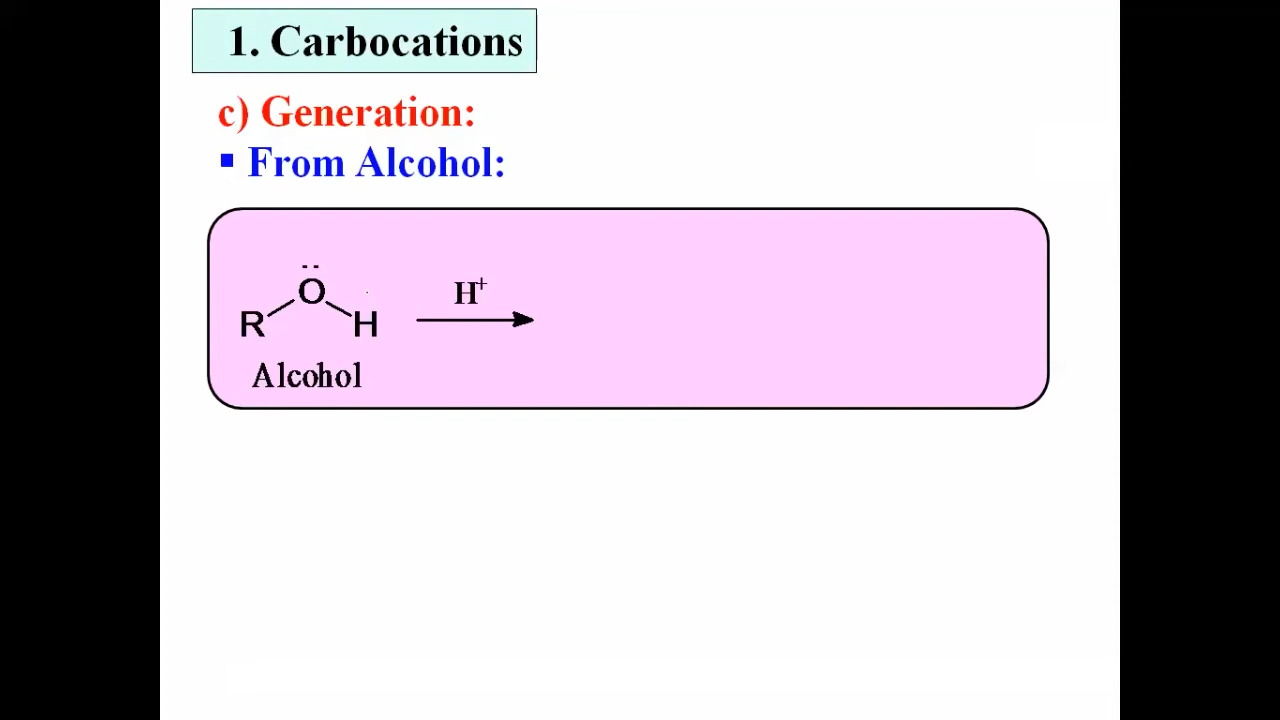 1. Carbocations
c) Generation:
▪ From Alcohol:
O
R H
H⁺
Alcohol